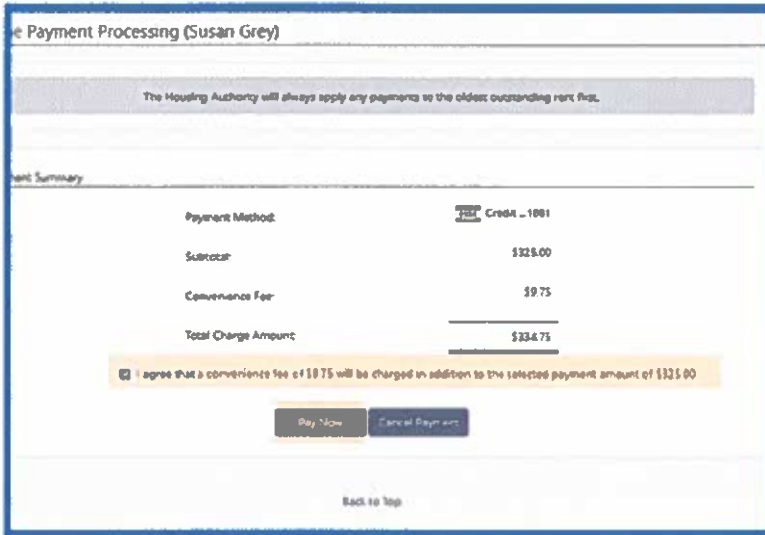 e Payment Processing (Susan Grey)
The Housing Authority will always apply any payments to the oldest outstanding rent first.
ment Summary
Payment Method: Credit ...1881
Subtotal: $325.00
Convenience Fee: $9.75
Total Charge Amount: $334.75
I agree that a convenience fee of $9.75 will be charged in addition to the selected payment amount of $325.00
Pay Now Cancel Payment
Back to Top